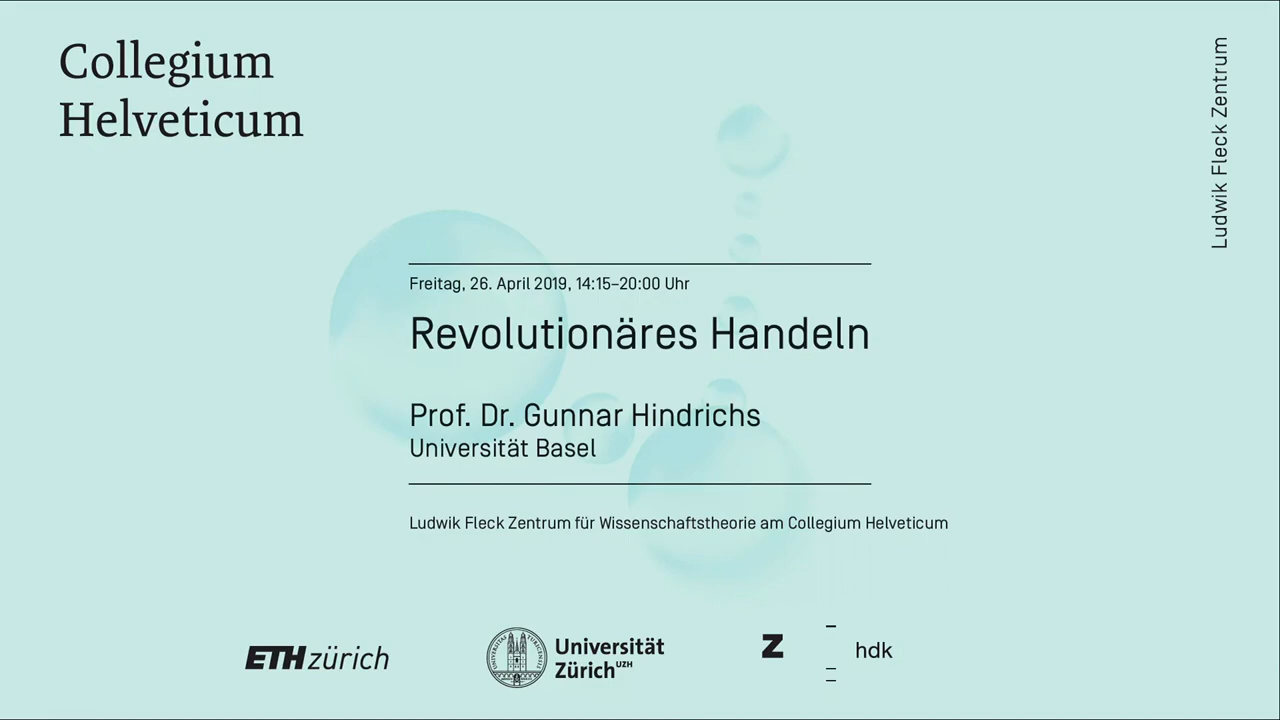 Collegium
Helveticum
Ludwik Fleck Zentrum
Freitag, 26. April 2019, 14:15–20:00 Uhr
Revolutionäres Handeln
Prof. Dr. Gunnar Hindrichs
Universität Basel
Ludwik Fleck Zentrum für Wissenschaftstheorie am Collegium Helveticum
ETH zürich
Universität
Zürich UZH
Z hdk